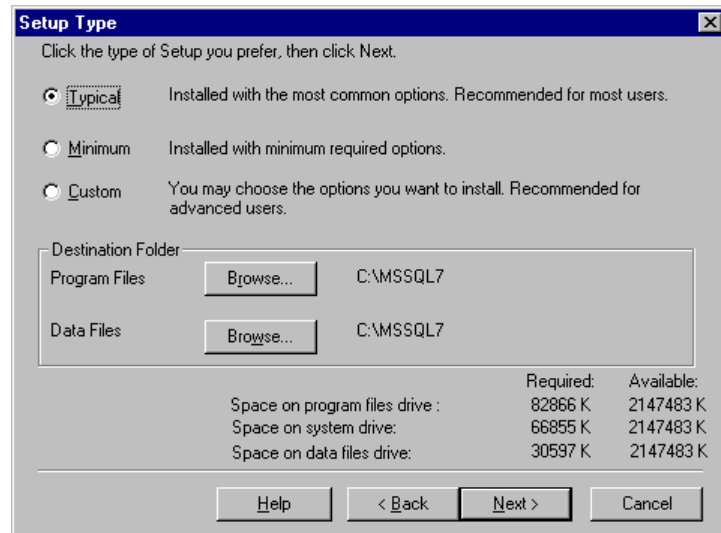 Setup Type
Click the type of Setup you prefer, then click Next.
Typical Installed with the most common options. Recommended for most users.
Minimum Installed with minimum required options.
Custom You may choose the options you want to install. Recommended for
advanced users.
Destination Folder
Program Files Browse... C:\MSSQL7
Data Files Browse... C:\MSSQL7
Required: Available:
Space on program files drive : 82866 K 2147483 K
Space on system drive: 66855 K 2147483 K
Space on data files drive: 30597 K 2147483 K
Help < Back Next > Cancel